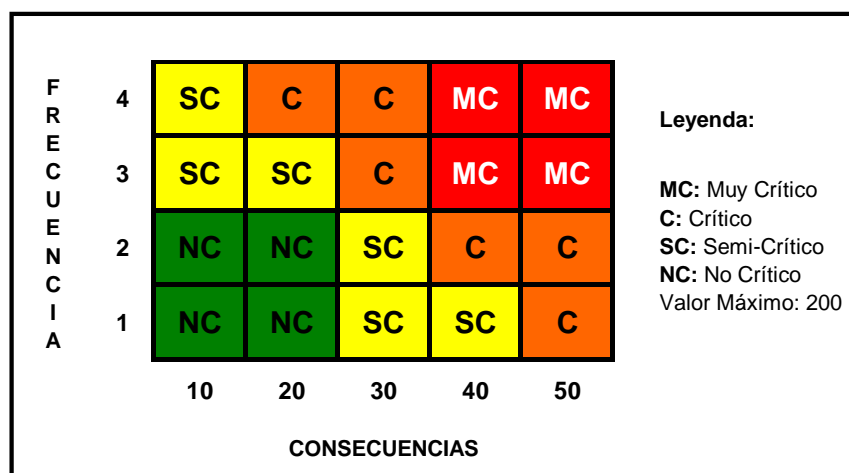 FRECUENCIA
4 SC C C MC MC
3 SC SC C MC MC
2 NC NC SC C C
1 NC NC SC SC C
10 20 30 40 50
CONSECUENCIAS
Leyenda:
MC: Muy Crítico
C: Crítico
SC: Semi-Crítico
NC: No Crítico
Valor Máximo: 200